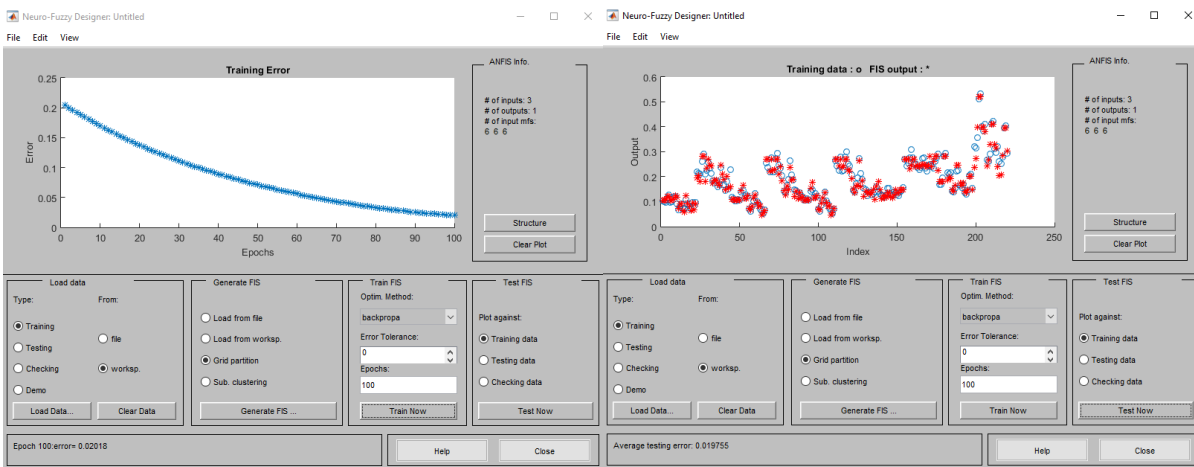 Neuro-Fuzzy Designer: Untitled
File Edit View
Training Error
0.25
0.2
0.15
0.1
0.05
0
Error
0 10 20 30 40 50 60 70 80 90 100
Epochs
ANFIS Info.
# of inputs: 3
# of outputs: 1
# of input mfs:
6 6 6
Structure
Clear Plot
Load data
Type: From:
Training
Testing
Checking
Demo
file
worksp.
Load Data... Clear Data
Generate FIS
Load from file
Load from worksp.
Grid partition
Sub. clustering
Generate FIS ...
Train FIS
Optim. Method:
backpropa
Error Tolerance:
0
Epochs:
100
Train Now
Test FIS
Plot against:
Training data
Testing data
Checking data
Test Now
Epoch 100:error= 0.02018
Help Close
Neuro-Fuzzy Designer: Untitled
File Edit View
Training data : o FIS output : *
0.6
0.5
0.4
0.3
0.2
0.1
0
Output
0 50 100 150 200 250
Index
ANFIS Info.
# of inputs: 3
# of outputs: 1
# of input mfs:
6 6 6
Structure
Clear Plot
Load data
Type: From:
Training
Testing
Checking
Demo
file
worksp.
Load Data... Clear Data
Generate FIS
Load from file
Load from worksp.
Grid partition
Sub. clustering
Generate FIS ...
Train FIS
Optim. Method:
backpropa
Error Tolerance:
0
Epochs:
100
Train Now
Test FIS
Plot against:
Training data
Testing data
Checking data
Test Now
Average testing error: 0.019755
Help Close